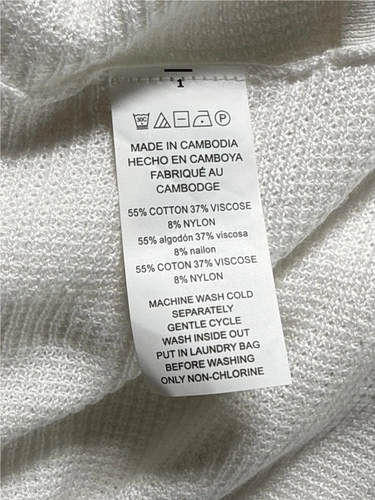 1
30C P
MADE IN CAMBODIA
HECHO EN CAMBOYA
FABRIQUÉ AU
CAMBODGE
55% COTTON 37% VISCOSE
8% NYLON
55% algodón 37% viscosa
8% nailon
55% COTON 37% VISCOSE
8% NYLON
MACHINE WASH COLD
SEPARATELY
GENTLE CYCLE
WASH INSIDE OUT
PUT IN LAUNDRY BAG
BEFORE WASHING
ONLY NON-CHLORINE